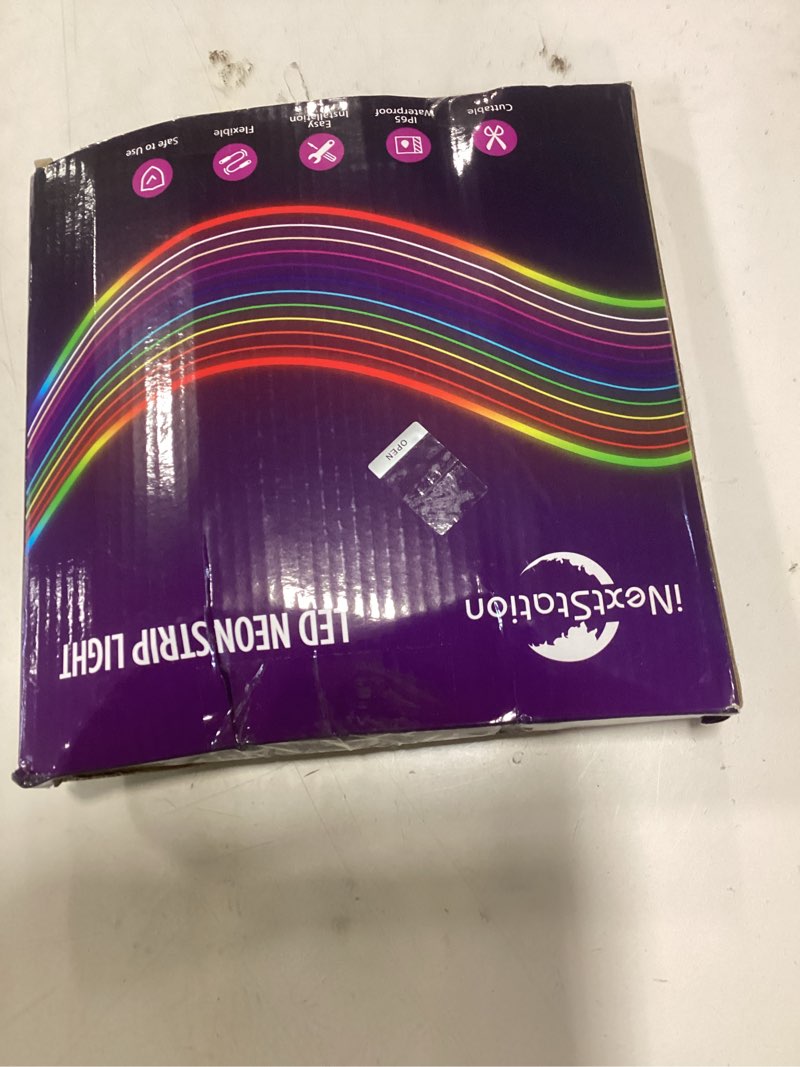 iNextStation
LED NEON STRIP LIGHT
OPEN
Cuttable
IP65
Waterproof
Easy
Installation
Flexible
Safe to Use